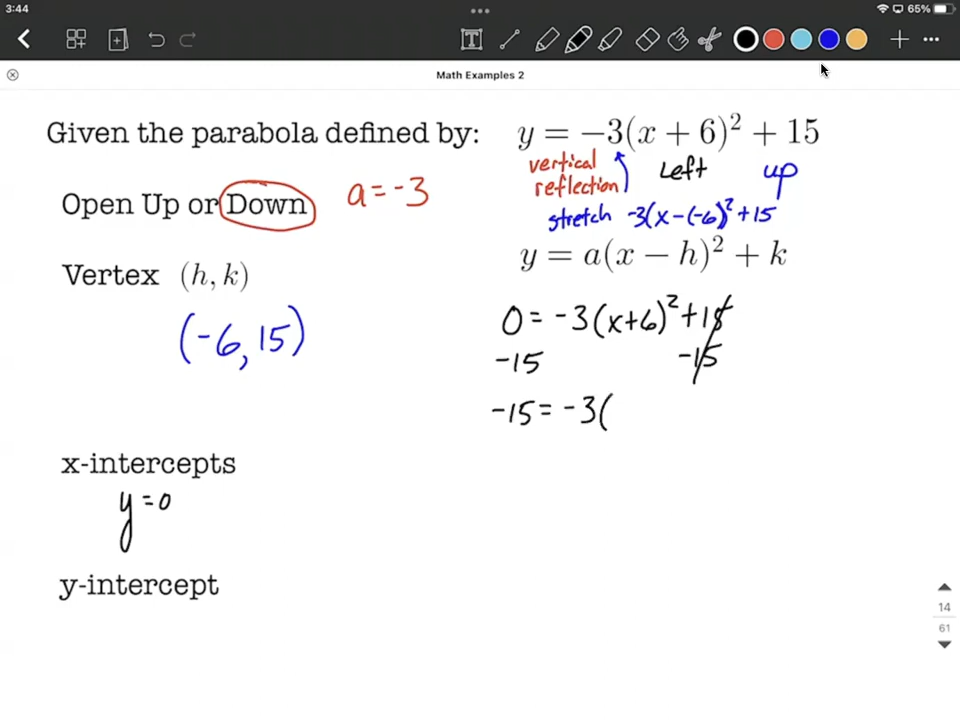 3:44
65%
Math Examples 2
Given the parabola defined by: y = −3(x + 6)² + 15
vertical reflection Left up
Open Up or Down a = -3
stretch -3(x-(-6)²+15
y = a(x − h)² + k
Vertex (h, k)
(-6, 15)
0 = -3(x+6)²+15
-15 -15
-15 = -3(
x-intercepts
y = 0
y-intercept
14
61